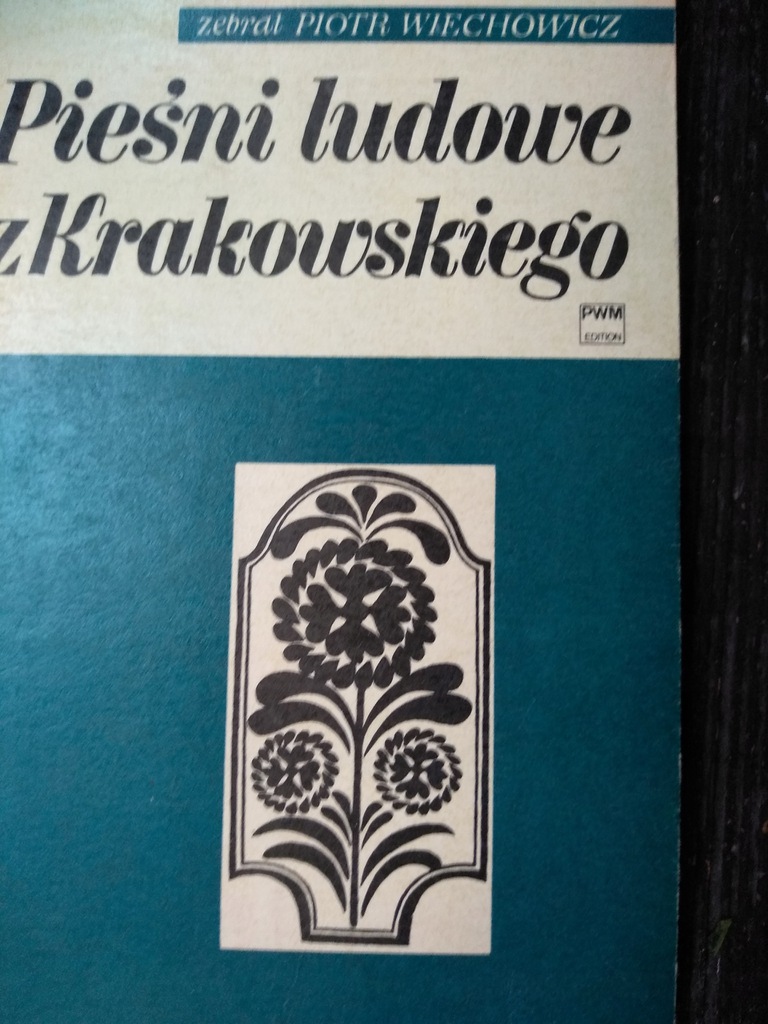 zebrał PIOTR WIECHOWICZ
Pieśni ludowe
z Krakowskiego
PWM
EDITION